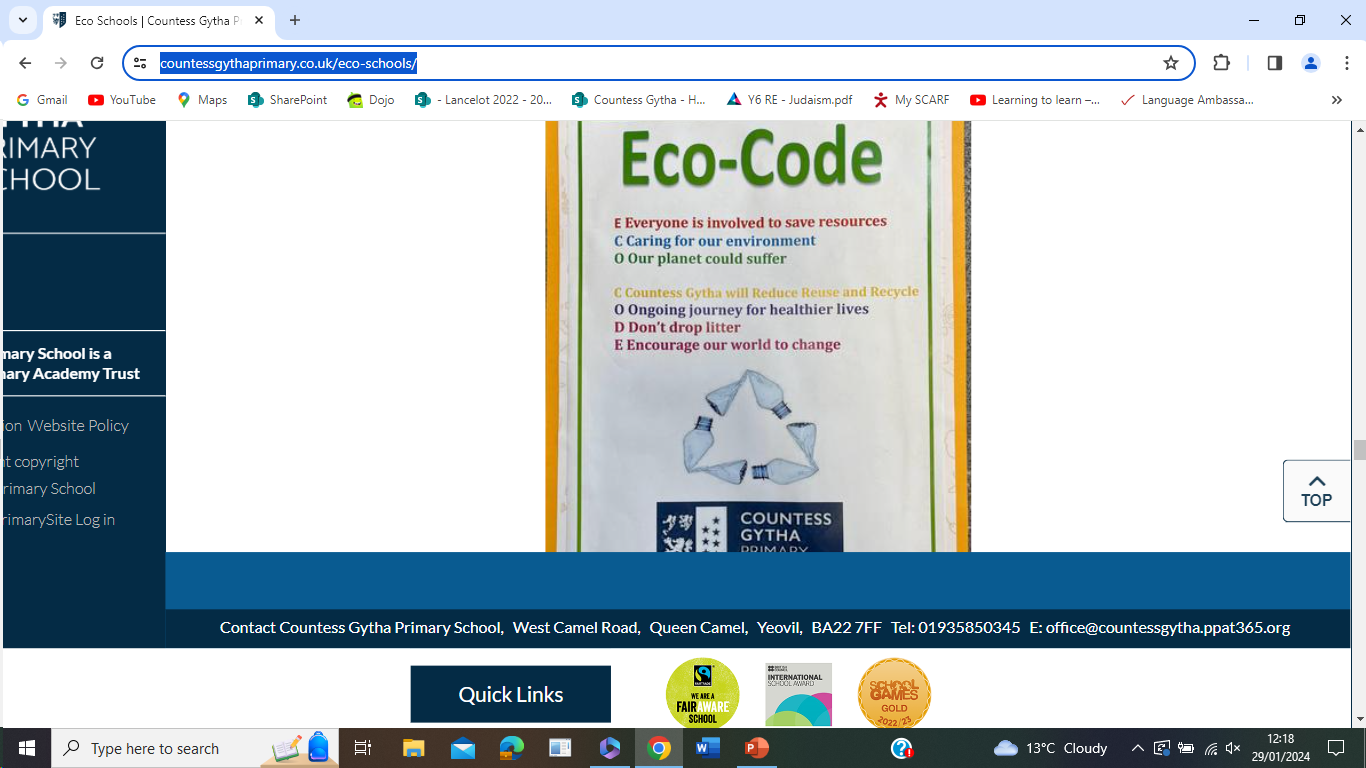 Eco Schools | Countess Gytha P
countessgythaprimary.co.uk/eco-schools/
Gmail
YouTube
Maps
SharePoint
Dojo
- Lancelot 2022 - 20...
Countess Gytha - H...
Y6 RE - Judaism.pdf
My SCARF
Learning to learn –...
Language Ambassa...
GYTHA
RIMARY
CHOOL
mary School is a
mary Academy Trust
ion Website Policy
nt copyright
rimary School
rimarySite Log in
Eco-Code
E Everyone is involved to save resources
C Caring for our environment
O Our planet could suffer
C Countess Gytha will Reduce Reuse and Recycle
O Ongoing journey for healthier lives
D Don't drop litter
E Encourage our world to change
COUNTESS
GYTHA
PRIMARY
TOP
Contact Countess Gytha Primary School, West Camel Road, Queen Camel, Yeovil, BA22 7FF Tel: 01935850345 E: office@countessgytha.ppat365.org
Quick Links
FAIRTRADE
WE ARE A
FAIR AWARE
SCHOOL
BRITISH
COUNCIL
INTERNATIONAL
SCHOOL AWARD
SCHOOL
GAMES
GOLD
2022/23
Type here to search
13°C Cloudy
12:18
29/01/2024